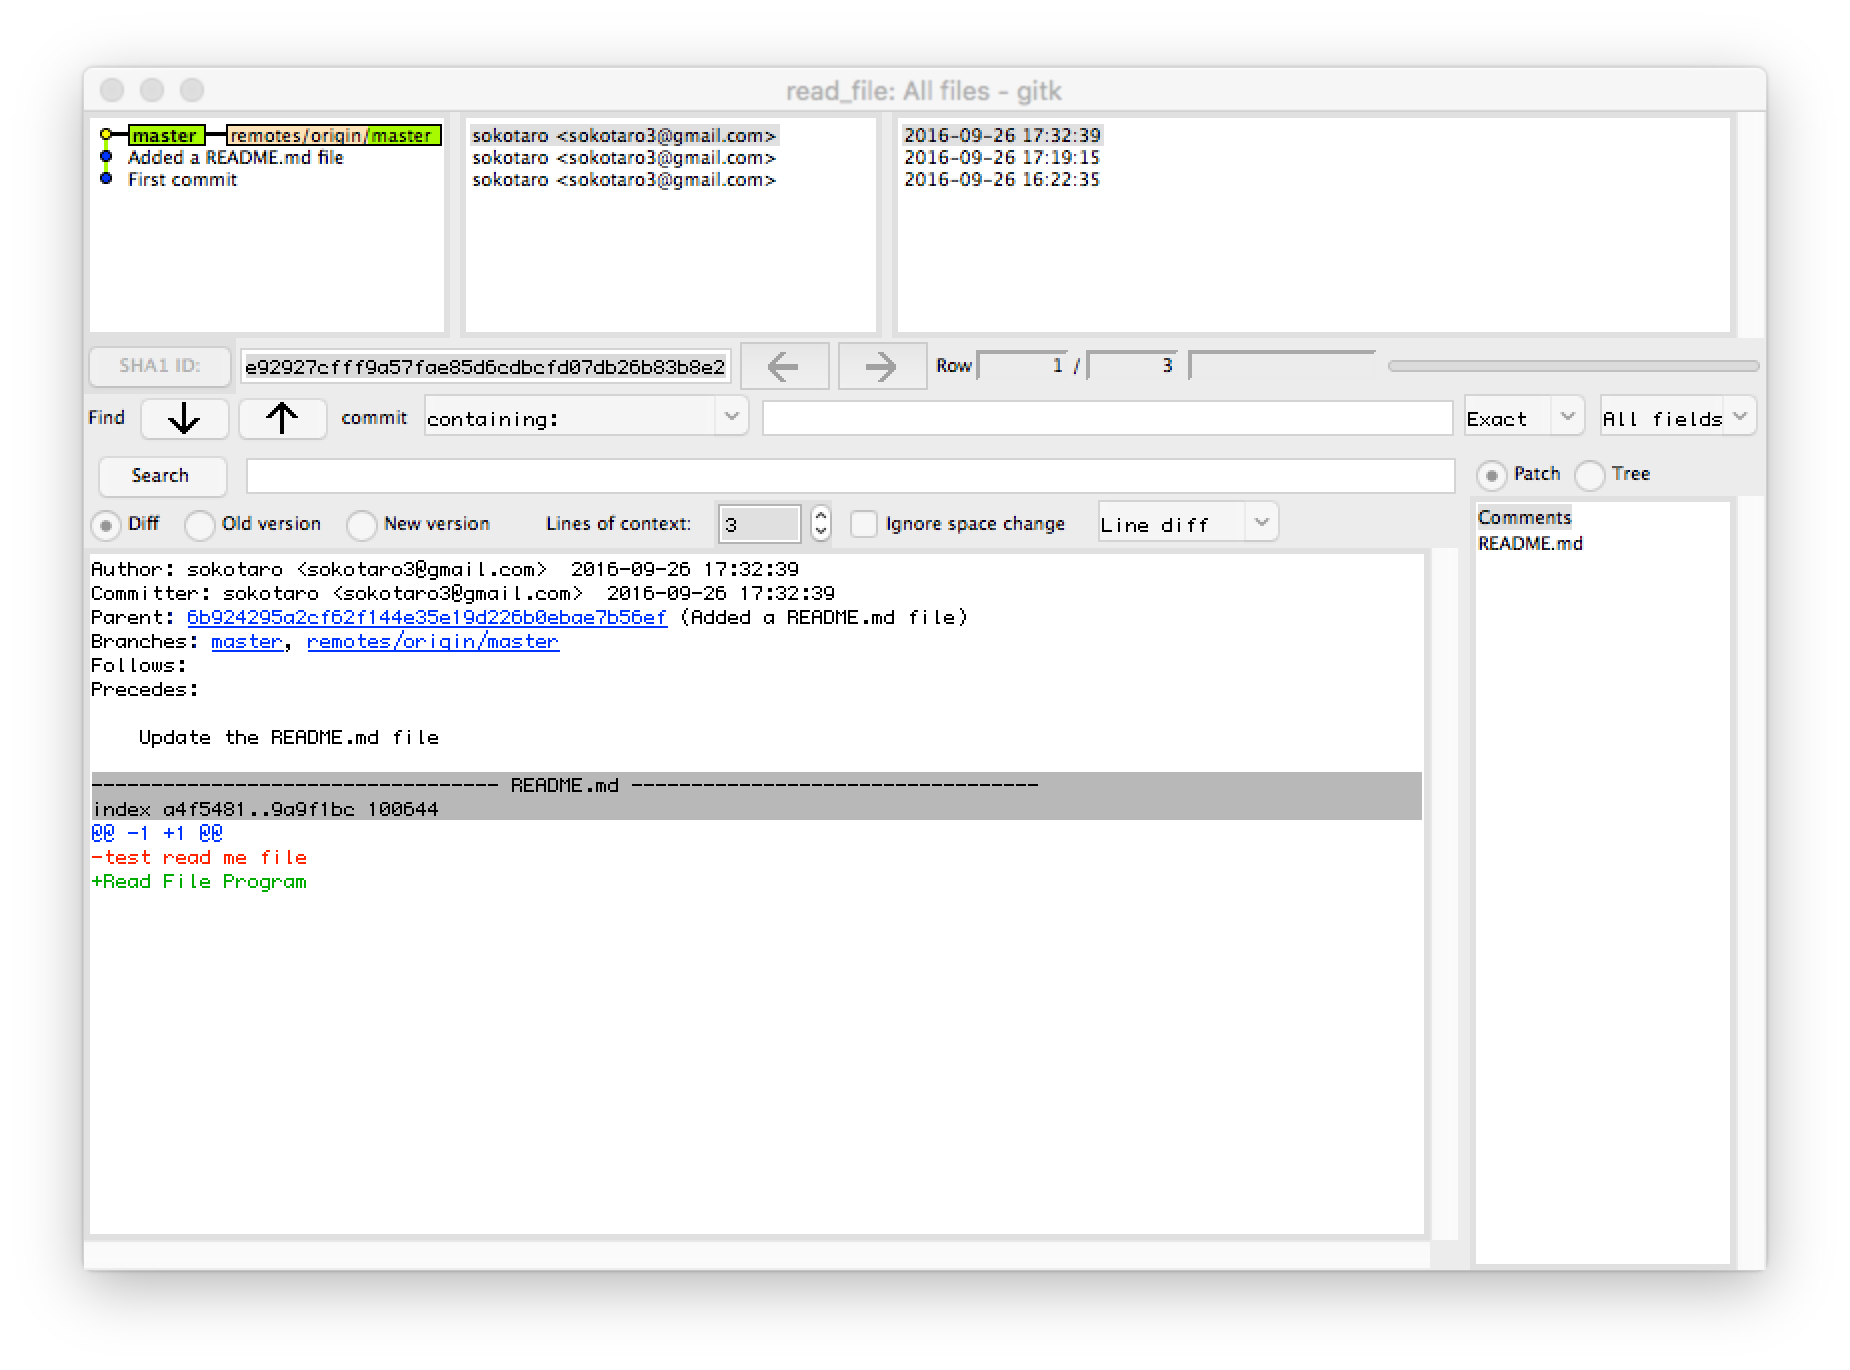 read_file: All files - gitk
master remotes/origin/master sokotaro <sokotaro3@gmail.com> 2016-09-26 17:32:39
Added a README.md file sokotaro <sokotaro3@gmail.com> 2016-09-26 17:19:15
First commit sokotaro <sokotaro3@gmail.com> 2016-09-26 16:22:35
SHA1 ID: e92927cfff9a57fae85d6cdbcfd07db26b83b8e2 ← → Row 1 / 3
Find ↓ ↑ commit containing: Exact All fields
Search Patch Tree
Diff Old version New version Lines of context: 3 Ignore space change Line diff
Comments
README.md
Author: sokotaro <sokotaro3@gmail.com>  2016-09-26 17:32:39
Committer: sokotaro <sokotaro3@gmail.com>  2016-09-26 17:32:39
Parent: 6b924295a2cf62f144e35e19d226b0ebae7b56ef (Added a README.md file)
Branches: master, remotes/origin/master
Follows:
Precedes:
Update the README.md file
---------------------------------- README.md ----------------------------------
index a4f5481..9a9f1bc 100644
@@ -1 +1 @@
-test read me file
+Read File Program